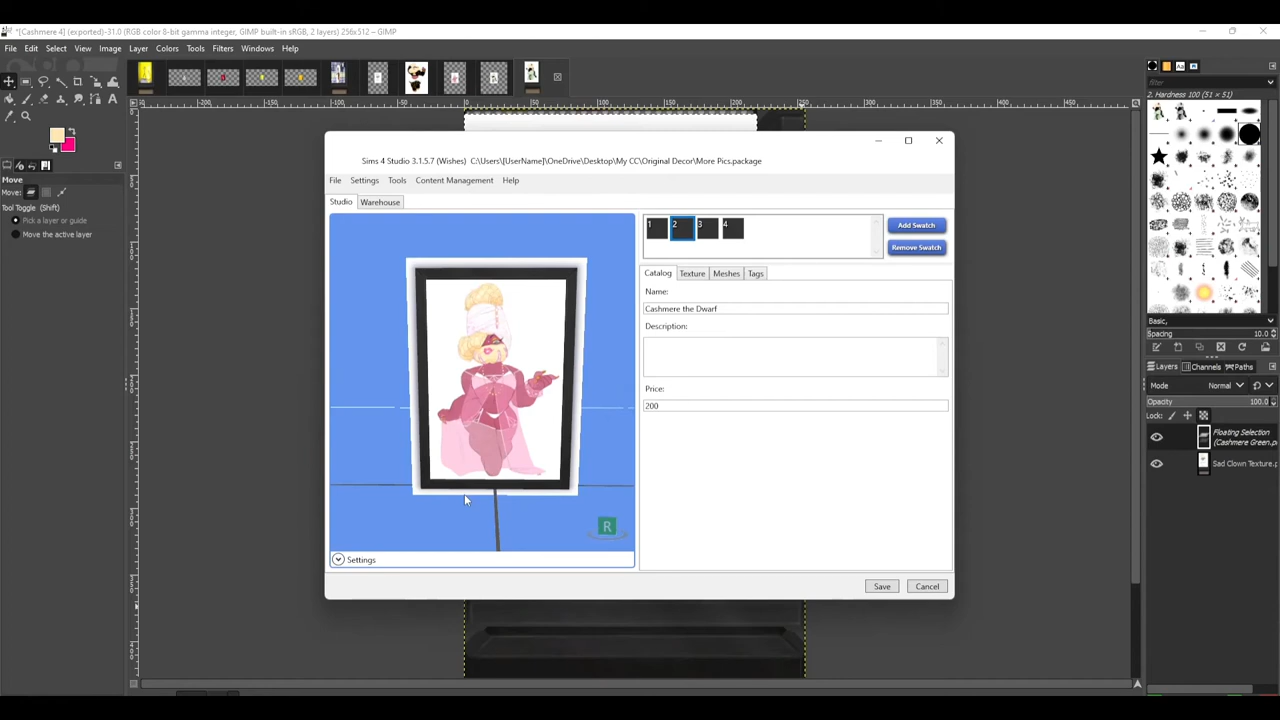 *[Cashmere 4] (exported)-31.0 (RGB color 8-bit gamma integer, GIMP built-in sRGB, 2 layers) 256x512 – GIMP
File Edit Select View Image Layer Colors Tools Filters Windows Help
Move
Move:
Tool Toggle (Shift)
Pick a layer or guide
Move the active layer
Sims 4 Studio 3.1.5.7 (Wishes) C:\Users\[UserName]\OneDrive\Desktop\My CC\Original Decor\More Pics.package
File Settings Tools Content Management Help
Studio Warehouse
1 2 3 4
Add Swatch
Remove Swatch
Catalog Texture Meshes Tags
Name:
Cashmere the Dwarf
Description:
Price:
200
R
Settings
Save Cancel
filter
2. Hardness 100 (51 × 51)
Basic,
Spacing 10.0
Layers Channels Paths
Mode Normal
Opacity 100.0
Lock:
Floating Selection
(Cashmere Green.p
Sad Clown Texture.p